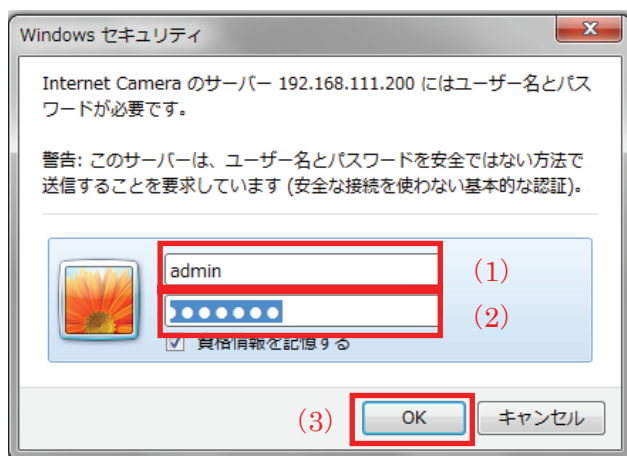 Windows セキュリティ
Internet Camera のサーバー 192.168.111.200 にはユーザー名とパス
ワードが必要です。
警告: このサーバーは、ユーザー名とパスワードを安全ではない方法で
送信することを要求しています (安全な接続を使わない基本的な認証)。
admin (1)
●●●●●●● (2)
資格情報を記憶する
(3) OK キャンセル